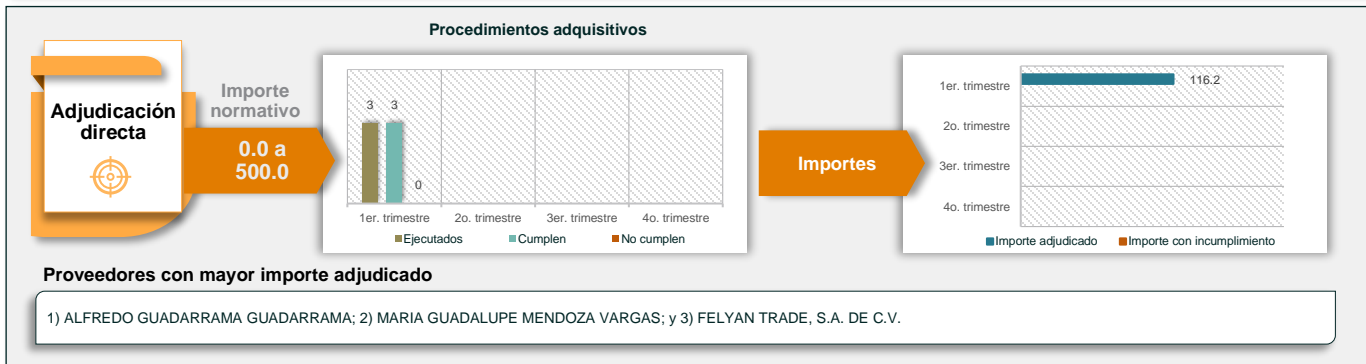 Adjudicación
directa
Importe
normativo
0.0 a
500.0
Procedimientos adquisitivos
3
3
0
1er. trimestre
2o. trimestre
3er. trimestre
4o. trimestre
Ejecutados
Cumplen
No cumplen
Importes
1er. trimestre
116.2
2o. trimestre
3er. trimestre
4o. trimestre
Importe adjudicado
Importe con incumplimiento
Proveedores con mayor importe adjudicado
1) ALFREDO GUADARRAMA GUADARRAMA; 2) MARIA GUADALUPE MENDOZA VARGAS; y 3) FELYAN TRADE, S.A. DE C.V.